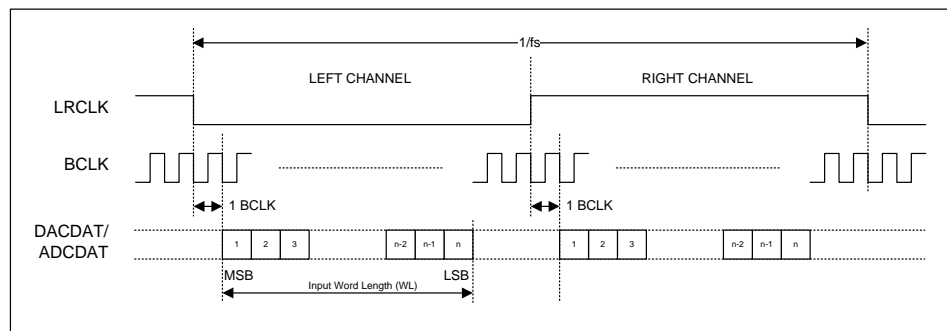 1/fs
LEFT CHANNEL RIGHT CHANNEL
LRCLK
BCLK
1 BCLK 1 BCLK
DACDAT/
ADCDAT
1 2 3 n-2 n-1 n 1 2 3 n-2 n-1 n
MSB LSB
Input Word Length (WL)